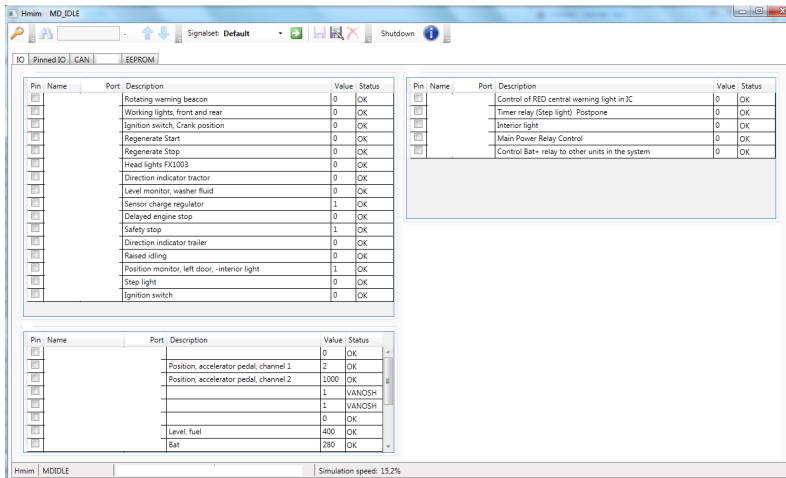 Hmim MD_IDLE
- Signalset: Default Shutdown
IO Pinned IO CAN EEPROM
Pin Name Port Description Value Status
Rotating warning beacon 0 OK
Working lights, front and rear 0 OK
Ignition switch, Crank position 0 OK
Regenerate Start 0 OK
Regenerate Stop 0 OK
Head lights FX1003 0 OK
Direction indicator tractor 0 OK
Level monitor, washer fluid 0 OK
Sensor charge regulator 1 OK
Delayed engine stop 0 OK
Safety stop 1 OK
Direction indicator trailer 0 OK
Raised idling 0 OK
Position monitor, left door, -interior light 1 OK
Step light 0 OK
Ignition switch 0 OK
Pin Name Port Description Value Status
Control of RED central warning light in IC 0 OK
Timer relay (Step light) Postpone 0 OK
Interior light 0 OK
Main Power Relay Control 0 OK
Control Bat+ relay to other units in the system 0 OK
Pin Name Port Description Value Status
0 OK
Position, accelerator pedal, channel 1 2 OK
Position, accelerator pedal, channel 2 1000 OK
1 VANOSH
1 VANOSH
0 OK
Level, fuel 400 OK
Bat 280 OK
Hmim MDIDLE Simulation speed: 15,2%